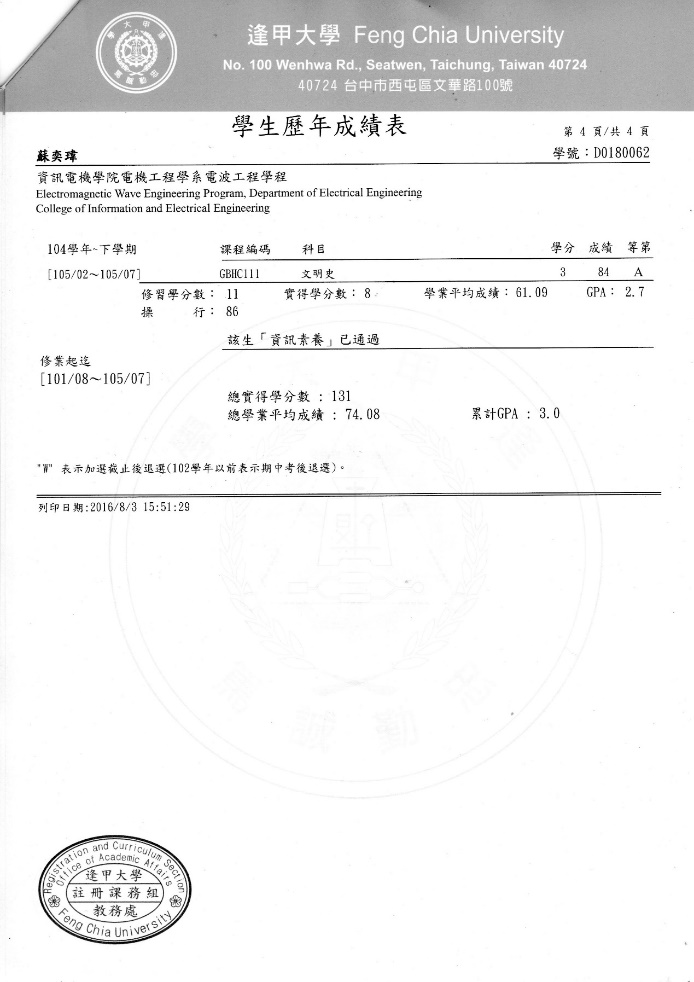 逢甲大學 Feng Chia University
No. 100 Wenhwa Rd., Seatwen, Taichung, Taiwan 40724
40724 台中市西屯區文華路100號
學生歷年成績表
第 4 頁/共 4 頁
蘇奕瑋
學號：D0180062
資訊電機學院電機工程學系電波工程學程
Electromagnetic Wave Engineering Program, Department of Electrical Engineering
College of Information and Electrical Engineering
104學年~下學期 課程編碼 科目 學分 成績 等第
[105/02～105/07] GBHC111 文明史 3 84 A
修習學分數： 11 實得學分數： 8 學業平均成績：61.09 GPA： 2.7
操 行： 86
該生「資訊素養」已通過
修業起迄
[101/08～105/07]
總實得學分數 : 131
總學業平均成績 : 74.08 累計GPA : 3.0
"W" 表示加選截止後退選(102學年以前表示期中考後退選)。
列印日期:2016/8/3 15:51:29
Registration and Curriculum Section
Office of Academic Affairs
逢甲大學
註冊課務組
教務處
Feng Chia University